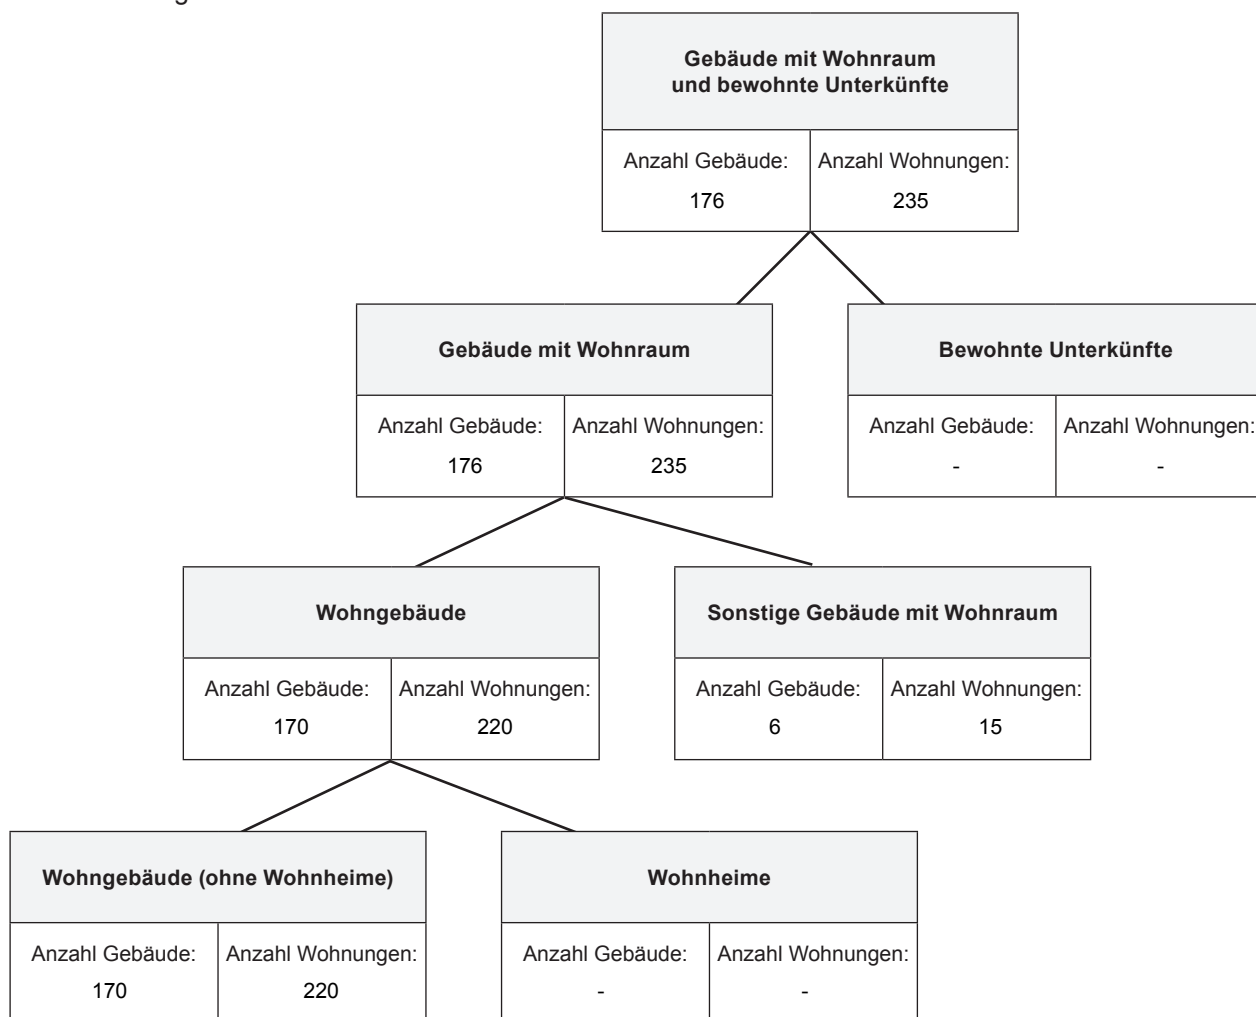 Gebäude mit Wohnraum
und bewohnte Unterkünfte
Anzahl Gebäude: Anzahl Wohnungen:
176 235
Gebäude mit Wohnraum
Anzahl Gebäude: Anzahl Wohnungen:
176 235
Bewohnte Unterkünfte
Anzahl Gebäude: Anzahl Wohnungen:
- -
Wohngebäude
Anzahl Gebäude: Anzahl Wohnungen:
170 220
Sonstige Gebäude mit Wohnraum
Anzahl Gebäude: Anzahl Wohnungen:
6 15
Wohngebäude (ohne Wohnheime)
Anzahl Gebäude: Anzahl Wohnungen:
170 220
Wohnheime
Anzahl Gebäude: Anzahl Wohnungen:
- -